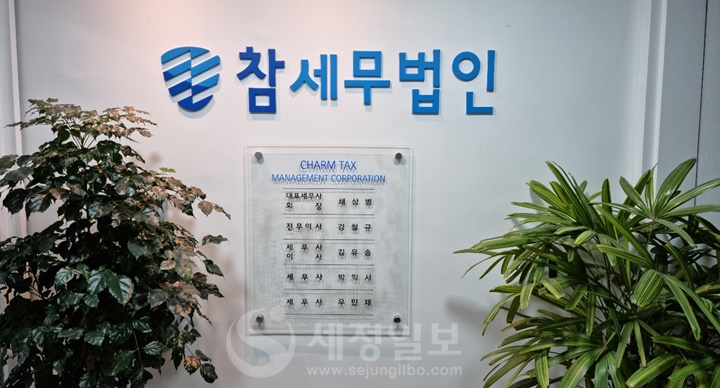 참세무법인
CHARM TAX
MANAGEMENT CORPORATION
대표세무사
회 장 채 상 병
전 무 이 사 강 철 규
세 무 사
이 사 김 유 송
세 무 사 박 익 서
세 무 사 우 만 재
세정일보
www.sejungilbo.com